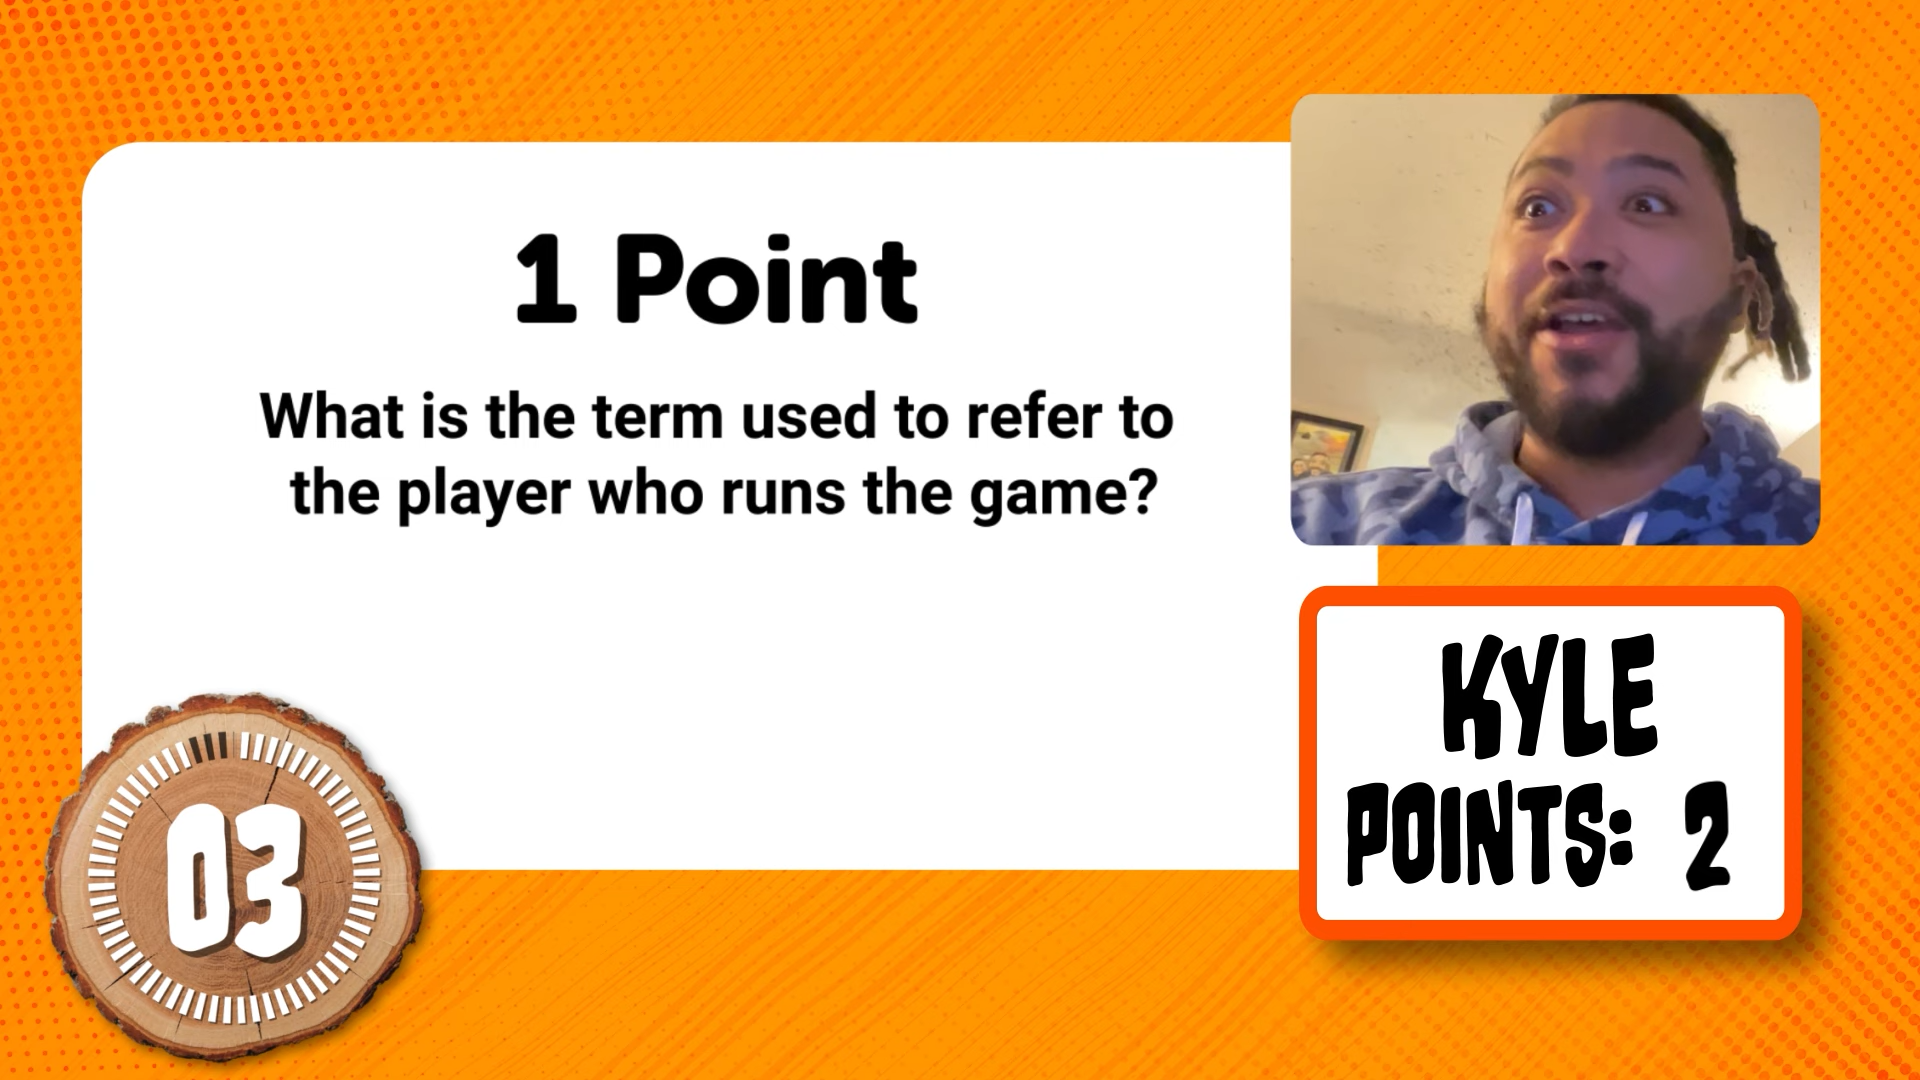 1 Point
What is the term used to refer to
the player who runs the game?
KYLE
POINTS: 2
03